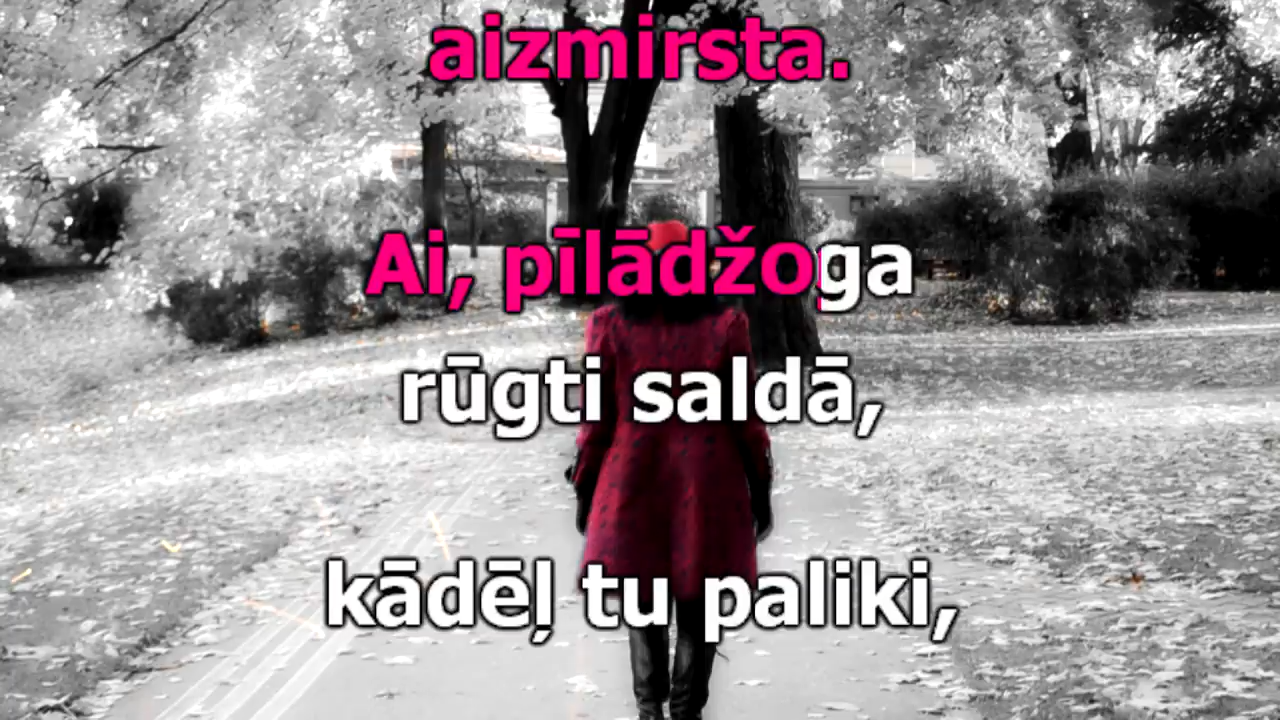 aizmirsta.
Ai, pīlādžoga
rūgti saldā,
kādēļ tu paliki,